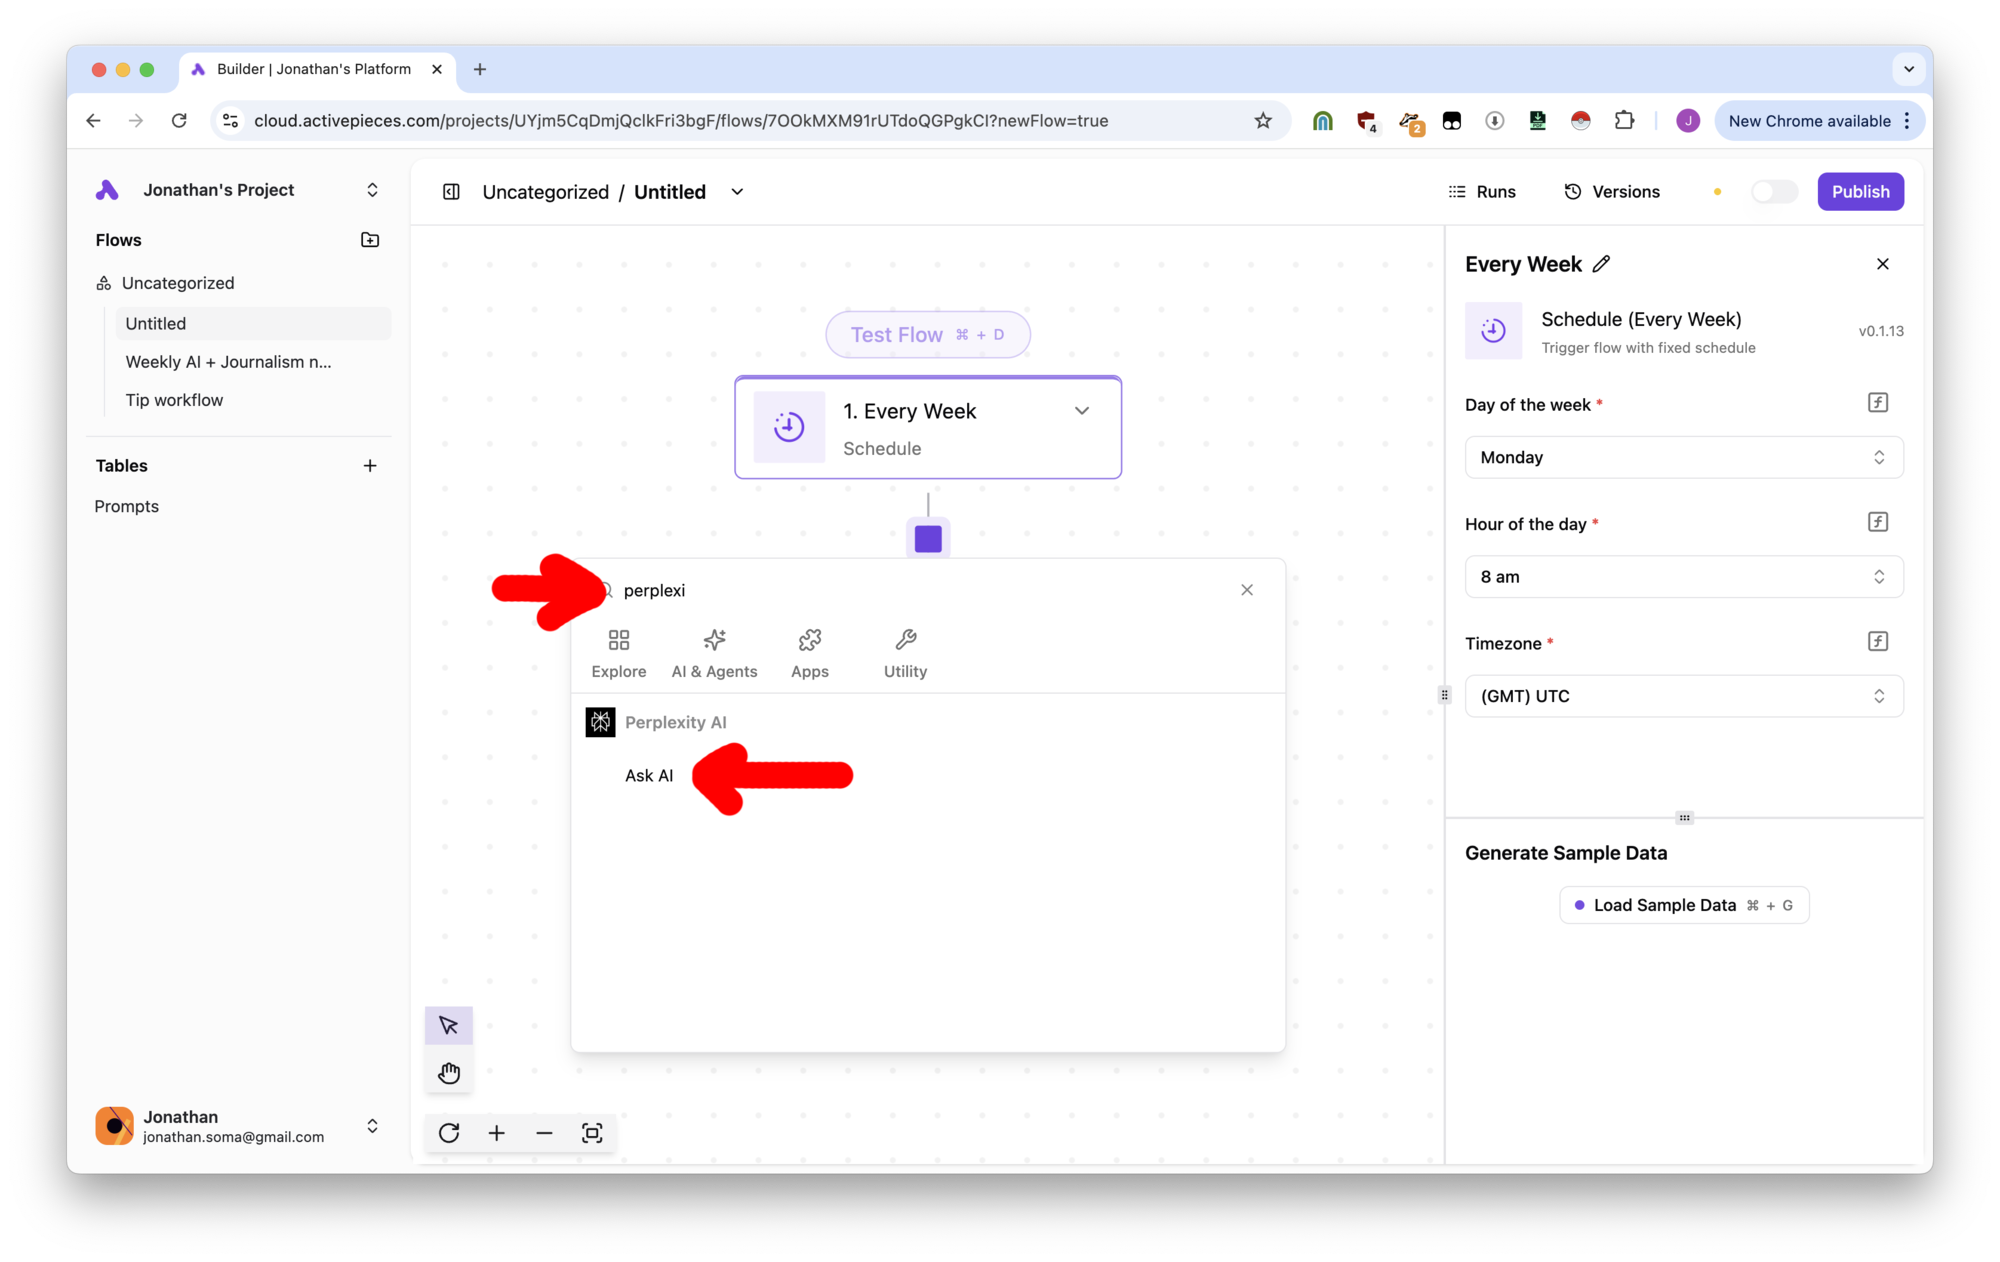 Builder | Jonathan's Platform
cloud.activepieces.com/projects/UYjm5CqDmjQclkFri3bgF/flows/7OOkMXM91rUTdoQGPgkCl?newFlow=true
4
2
J
New Chrome available
Jonathan's Project
Flows
Uncategorized
Untitled
Weekly AI + Journalism n...
Tip workflow
Tables
Prompts
Jonathan
jonathan.soma@gmail.com
Uncategorized / Untitled
Runs
Versions
Publish
Test Flow ⌘ + D
1. Every Week
Schedule
perplexi
Explore
AI & Agents
Apps
Utility
Perplexity AI
Ask AI
Every Week
Schedule (Every Week)
Trigger flow with fixed schedule
v0.1.13
Day of the week *
Monday
Hour of the day *
8 am
Timezone *
(GMT) UTC
Generate Sample Data
Load Sample Data ⌘ + G